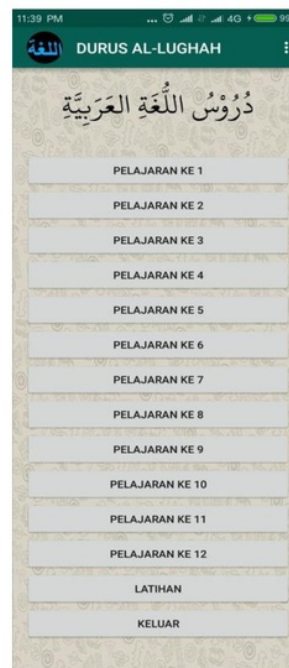 11:39 PM ... 4G 99
اللغة DURUS AL-LUGHAH
دُرُوْسُ اللُّغَةِ العَرَبِيَّةِ
PELAJARAN KE 1
PELAJARAN KE 2
PELAJARAN KE 3
PELAJARAN KE 4
PELAJARAN KE 5
PELAJARAN KE 6
PELAJARAN KE 7
PELAJARAN KE 8
PELAJARAN KE 9
PELAJARAN KE 10
PELAJARAN KE 11
PELAJARAN KE 12
LATIHAN
KELUAR